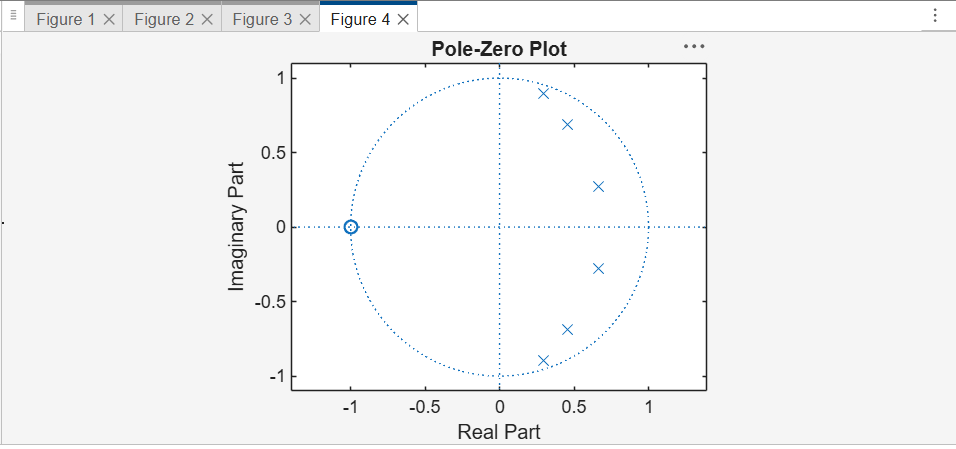 Figure 1 Figure 2 Figure 3 Figure 4
Pole-Zero Plot
1
0.5
0
-0.5
-1
Imaginary Part
-1 -0.5 0 0.5 1
Real Part